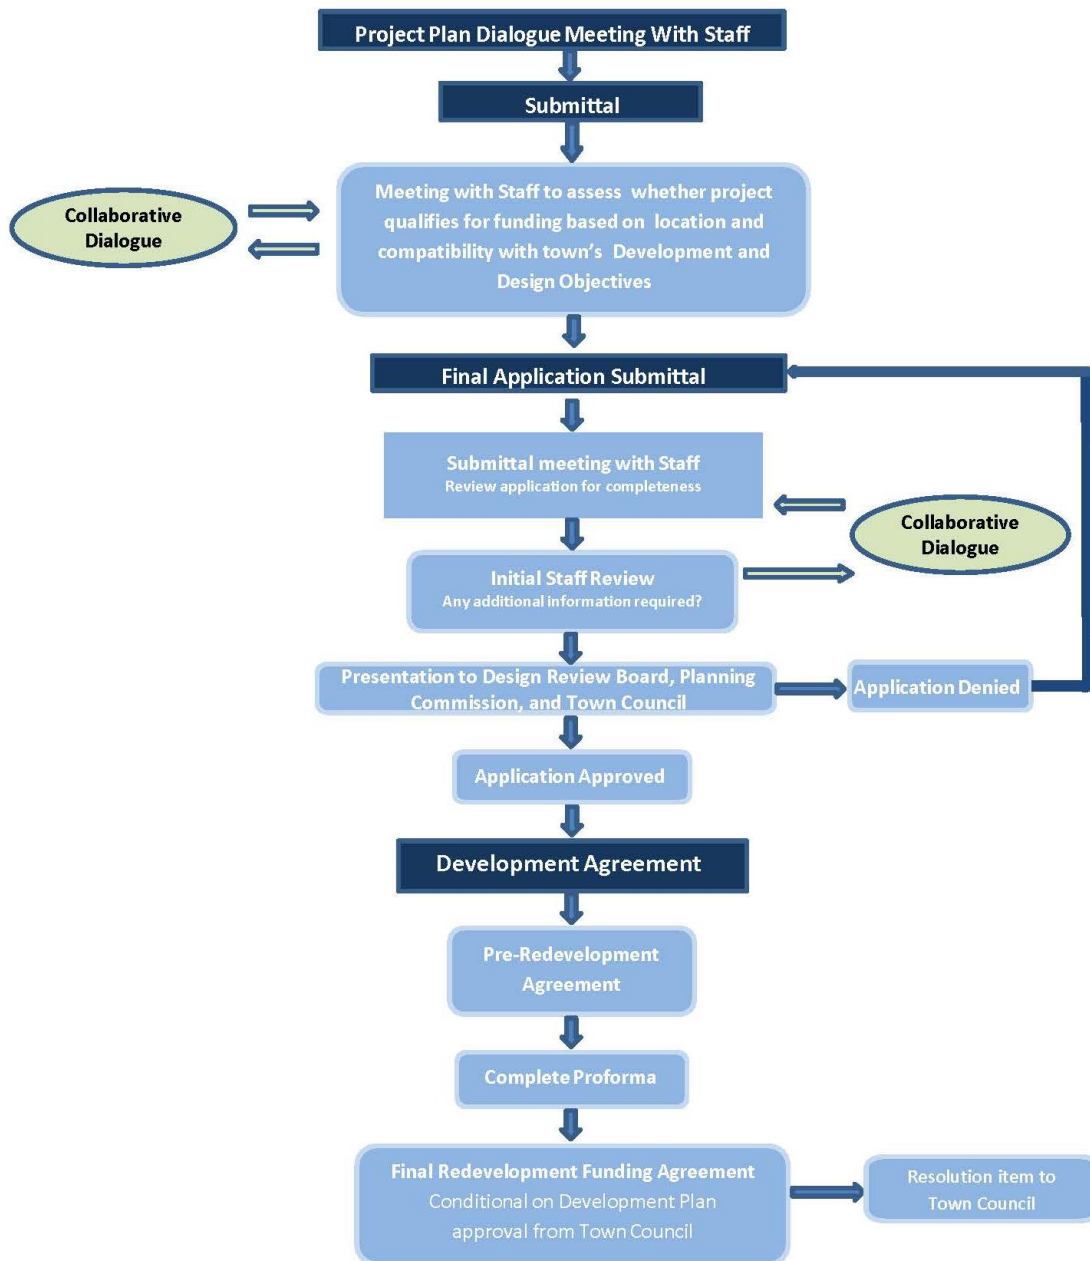 Project Plan Dialogue Meeting With Staff
Submittal
Meeting with Staff to assess whether project
qualifies for funding based on location and
compatibility with town's Development and
Design Objectives
Collaborative
Dialogue
Final Application Submittal
Submittal meeting with Staff
Review application for completeness
Collaborative
Dialogue
Initial Staff Review
Any additional information required?
Presentation to Design Review Board, Planning
Commission, and Town Council
Application Denied
Application Approved
Development Agreement
Pre-Redevelopment
Agreement
Complete Proforma
Final Redevelopment Funding Agreement
Conditional on Development Plan
approval from Town Council
Resolution item to
Town Council